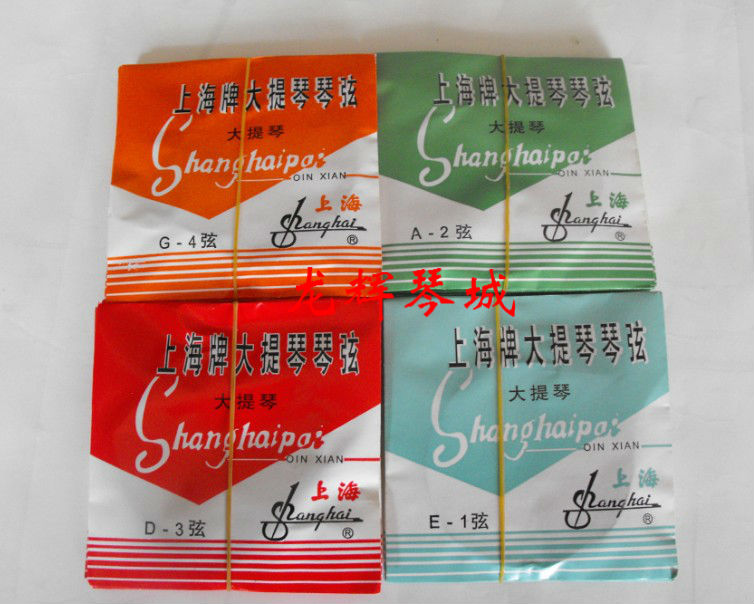 上海牌大提琴琴弦
大提琴
Shanghaipai
QIN XIAN
上海
Shanghai
®
G-4弦
上海牌大提琴琴弦
大提琴
Shanghaipai
QIN XIAN
上海
Shanghai
®
A-2弦
龙辉琴城
上海牌大提琴琴弦
大提琴
Shanghaipai
QIN XIAN
上海
Shanghai
®
D-3弦
上海牌大提琴琴弦
大提琴
Shanghaipai
QIN XIAN
上海
Shanghai
®
E-1弦